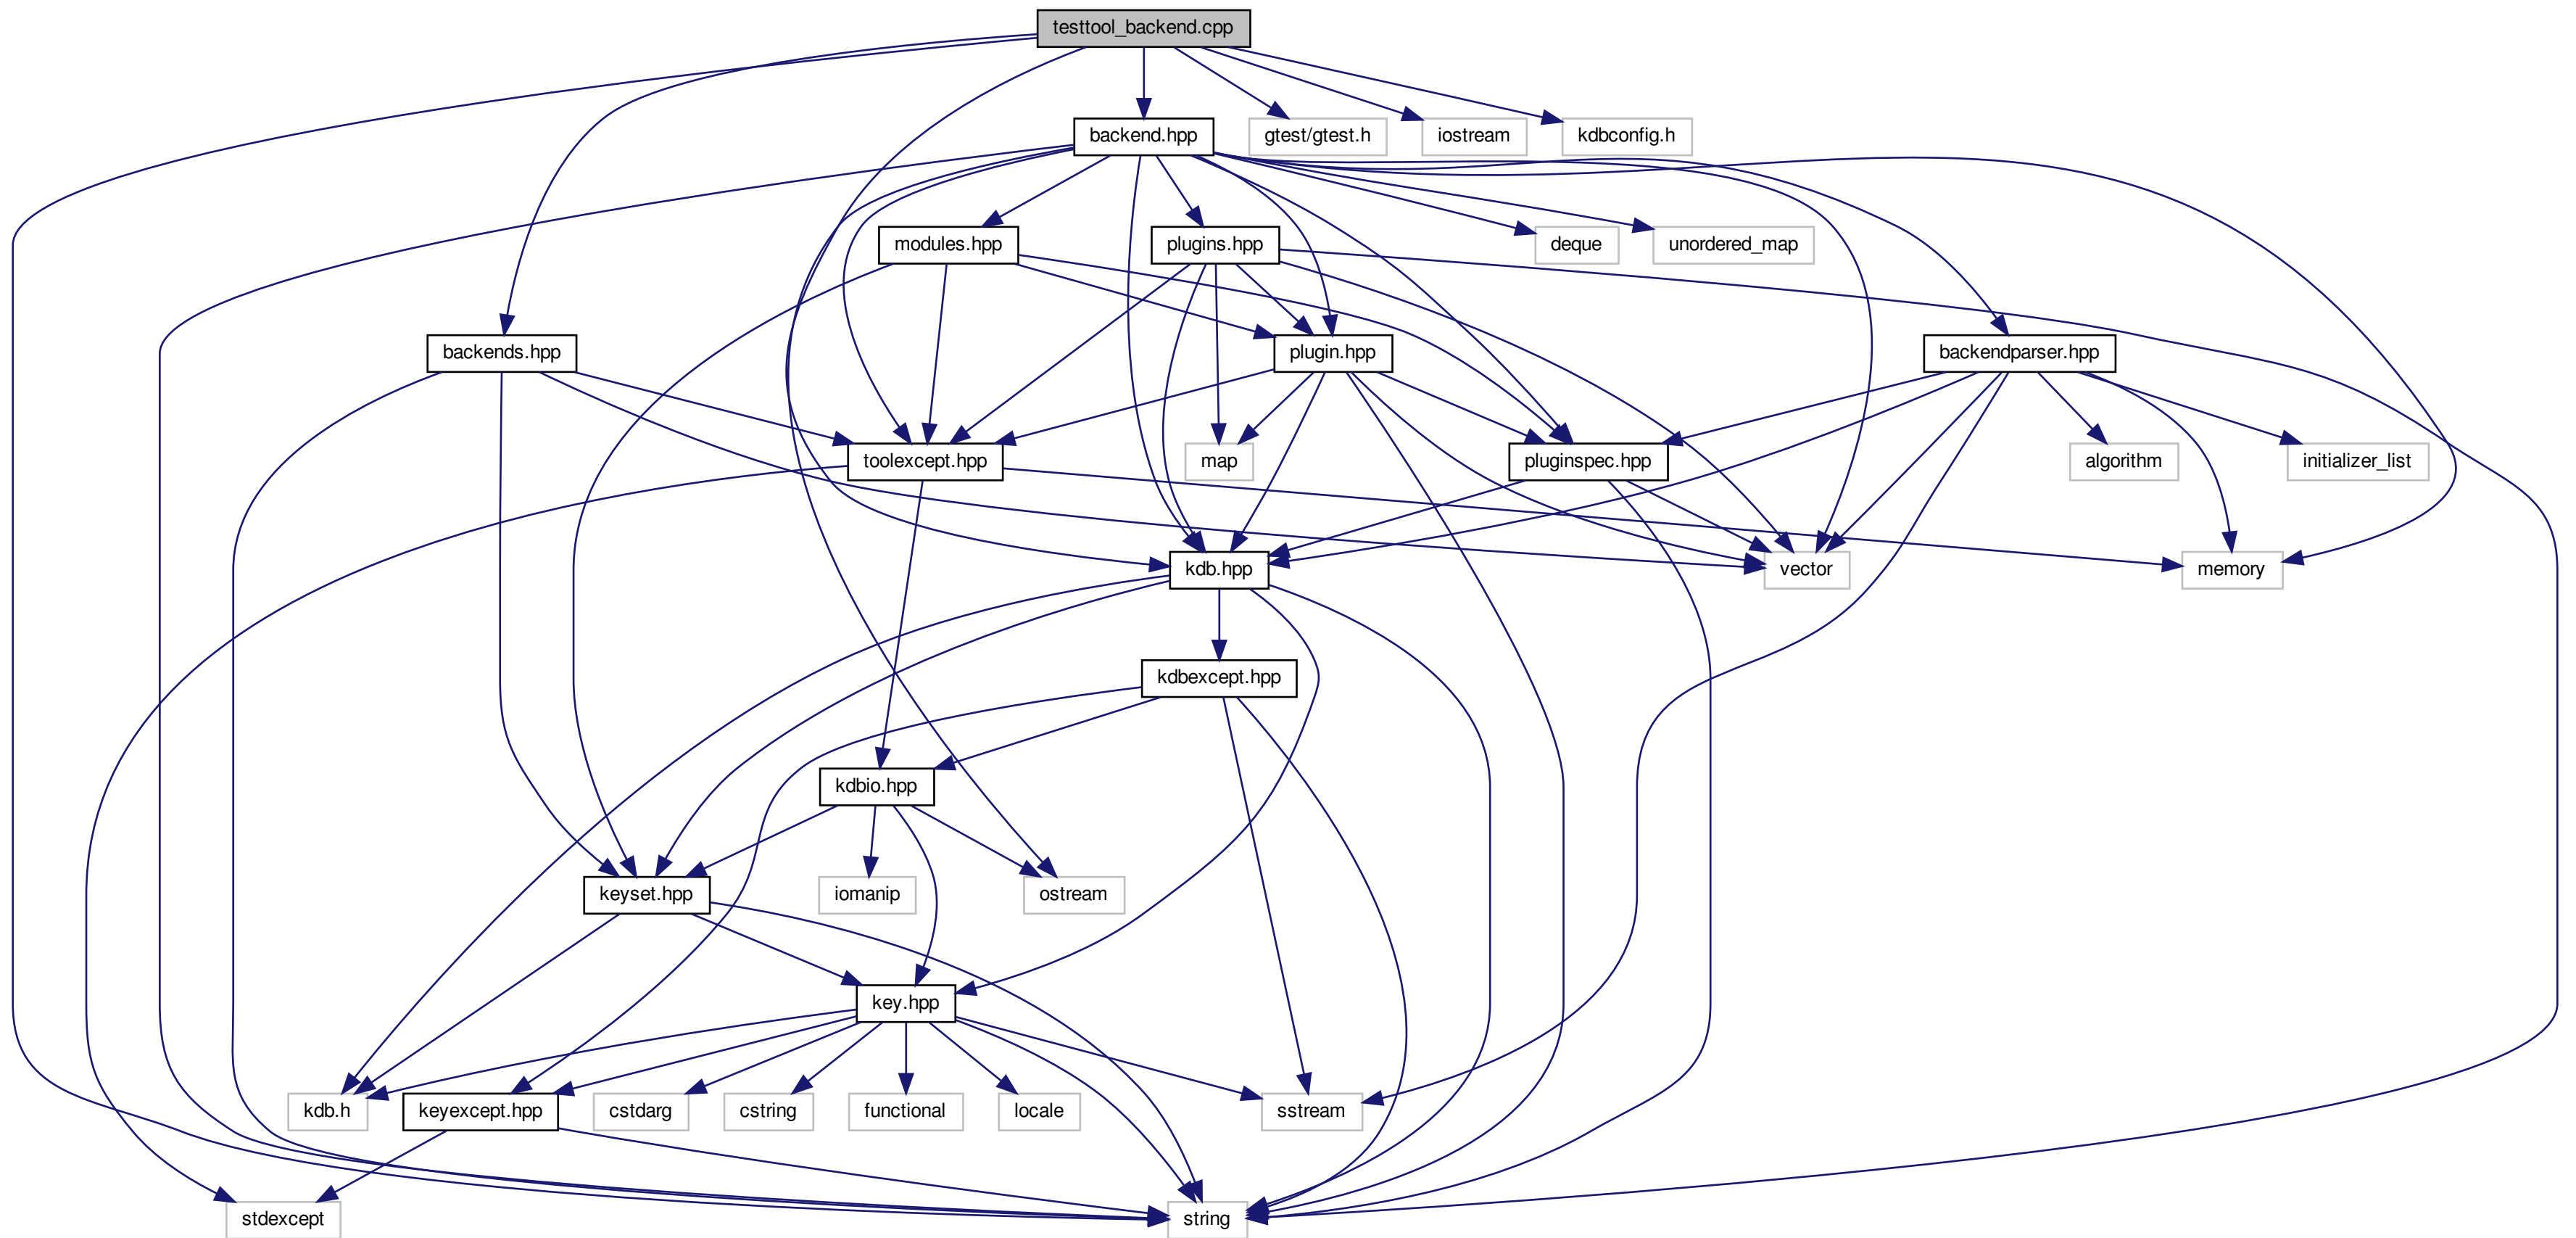 testtool_backend.cpp
backend.hpp
gtest/gtest.h
iostream
kdbconfig.h
modules.hpp
plugins.hpp
deque
unordered_map
backends.hpp
plugin.hpp
backendparser.hpp
toolexcept.hpp
map
pluginspec.hpp
algorithm
initializer_list
kdb.hpp
vector
memory
kdbexcept.hpp
kdbio.hpp
keyset.hpp
iomanip
ostream
key.hpp
kdb.h
keyexcept.hpp
cstdarg
cstring
functional
locale
sstream
stdexcept
string